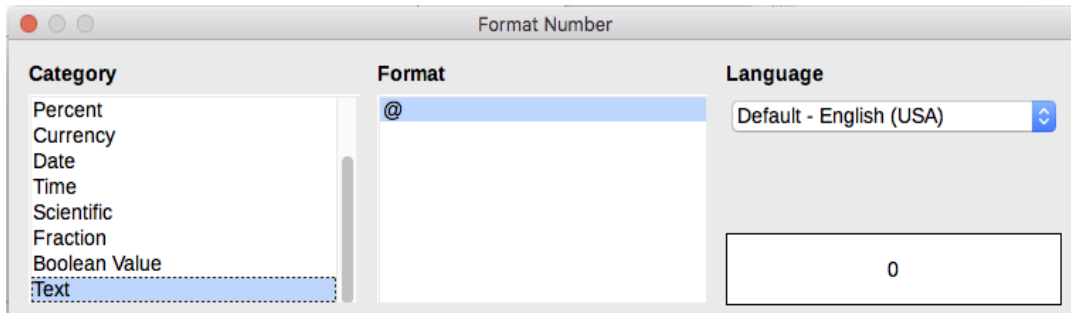 Format Number
Category
Percent
Currency
Date
Time
Scientific
Fraction
Boolean Value
Text
Format
@
Language
Default - English (USA)
0